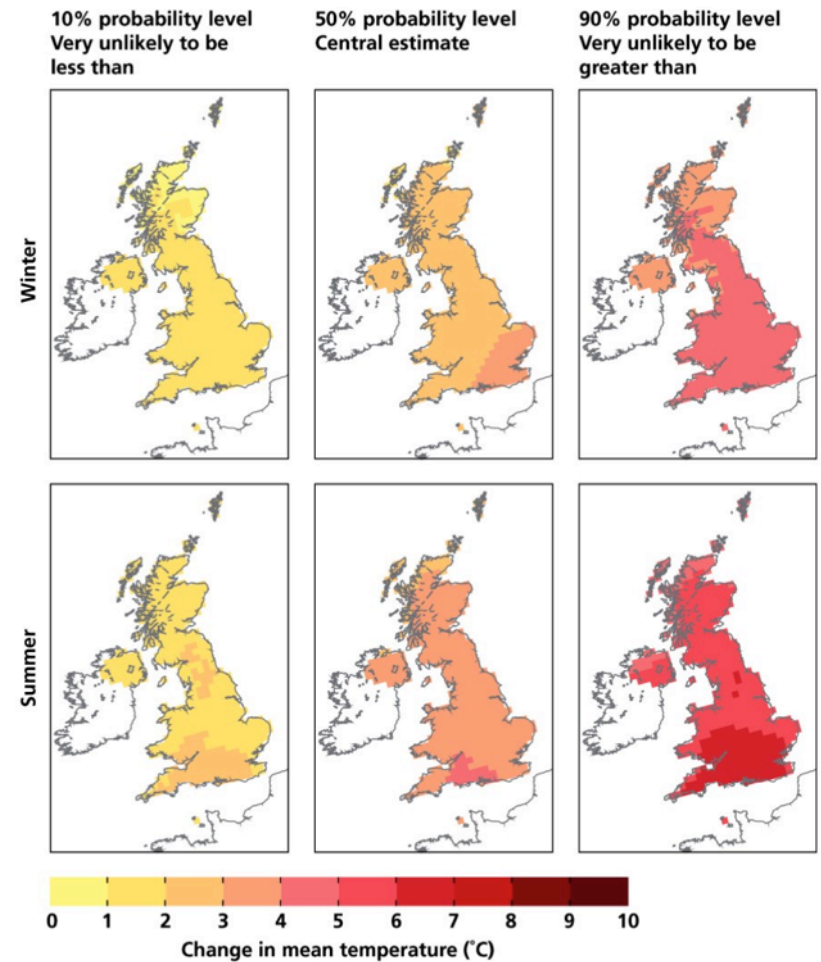 10% probability level
Very unlikely to be
less than
50% probability level
Central estimate
90% probability level
Very unlikely to be
greater than
Winter
Summer
0 1 2 3 4 5 6 7 8 9 10
Change in mean temperature (˚C)